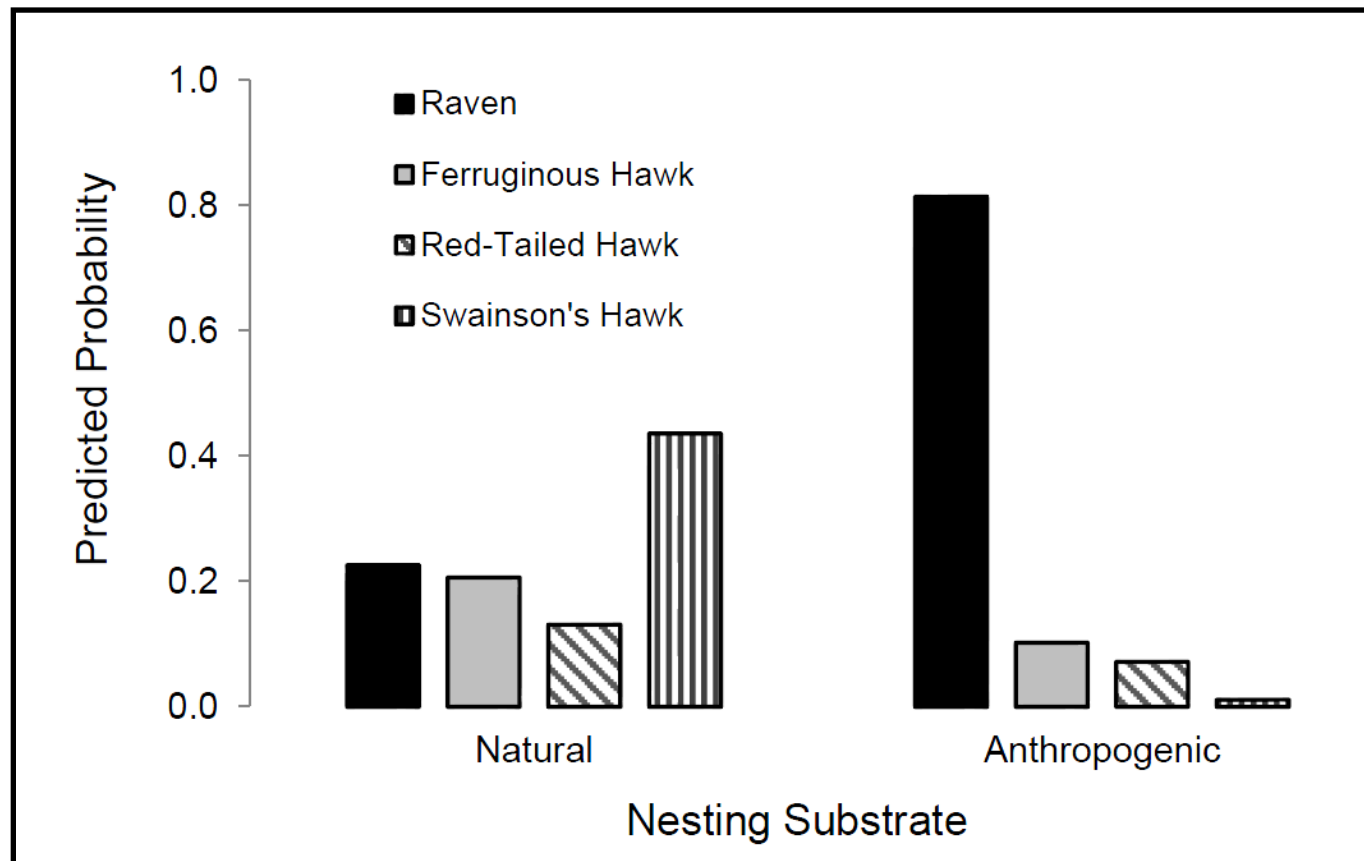 Predicted Probability
1.0
0.8
0.6
0.4
0.2
0.0
Raven
Ferruginous Hawk
Red-Tailed Hawk
Swainson's Hawk
Natural
Anthropogenic
Nesting Substrate